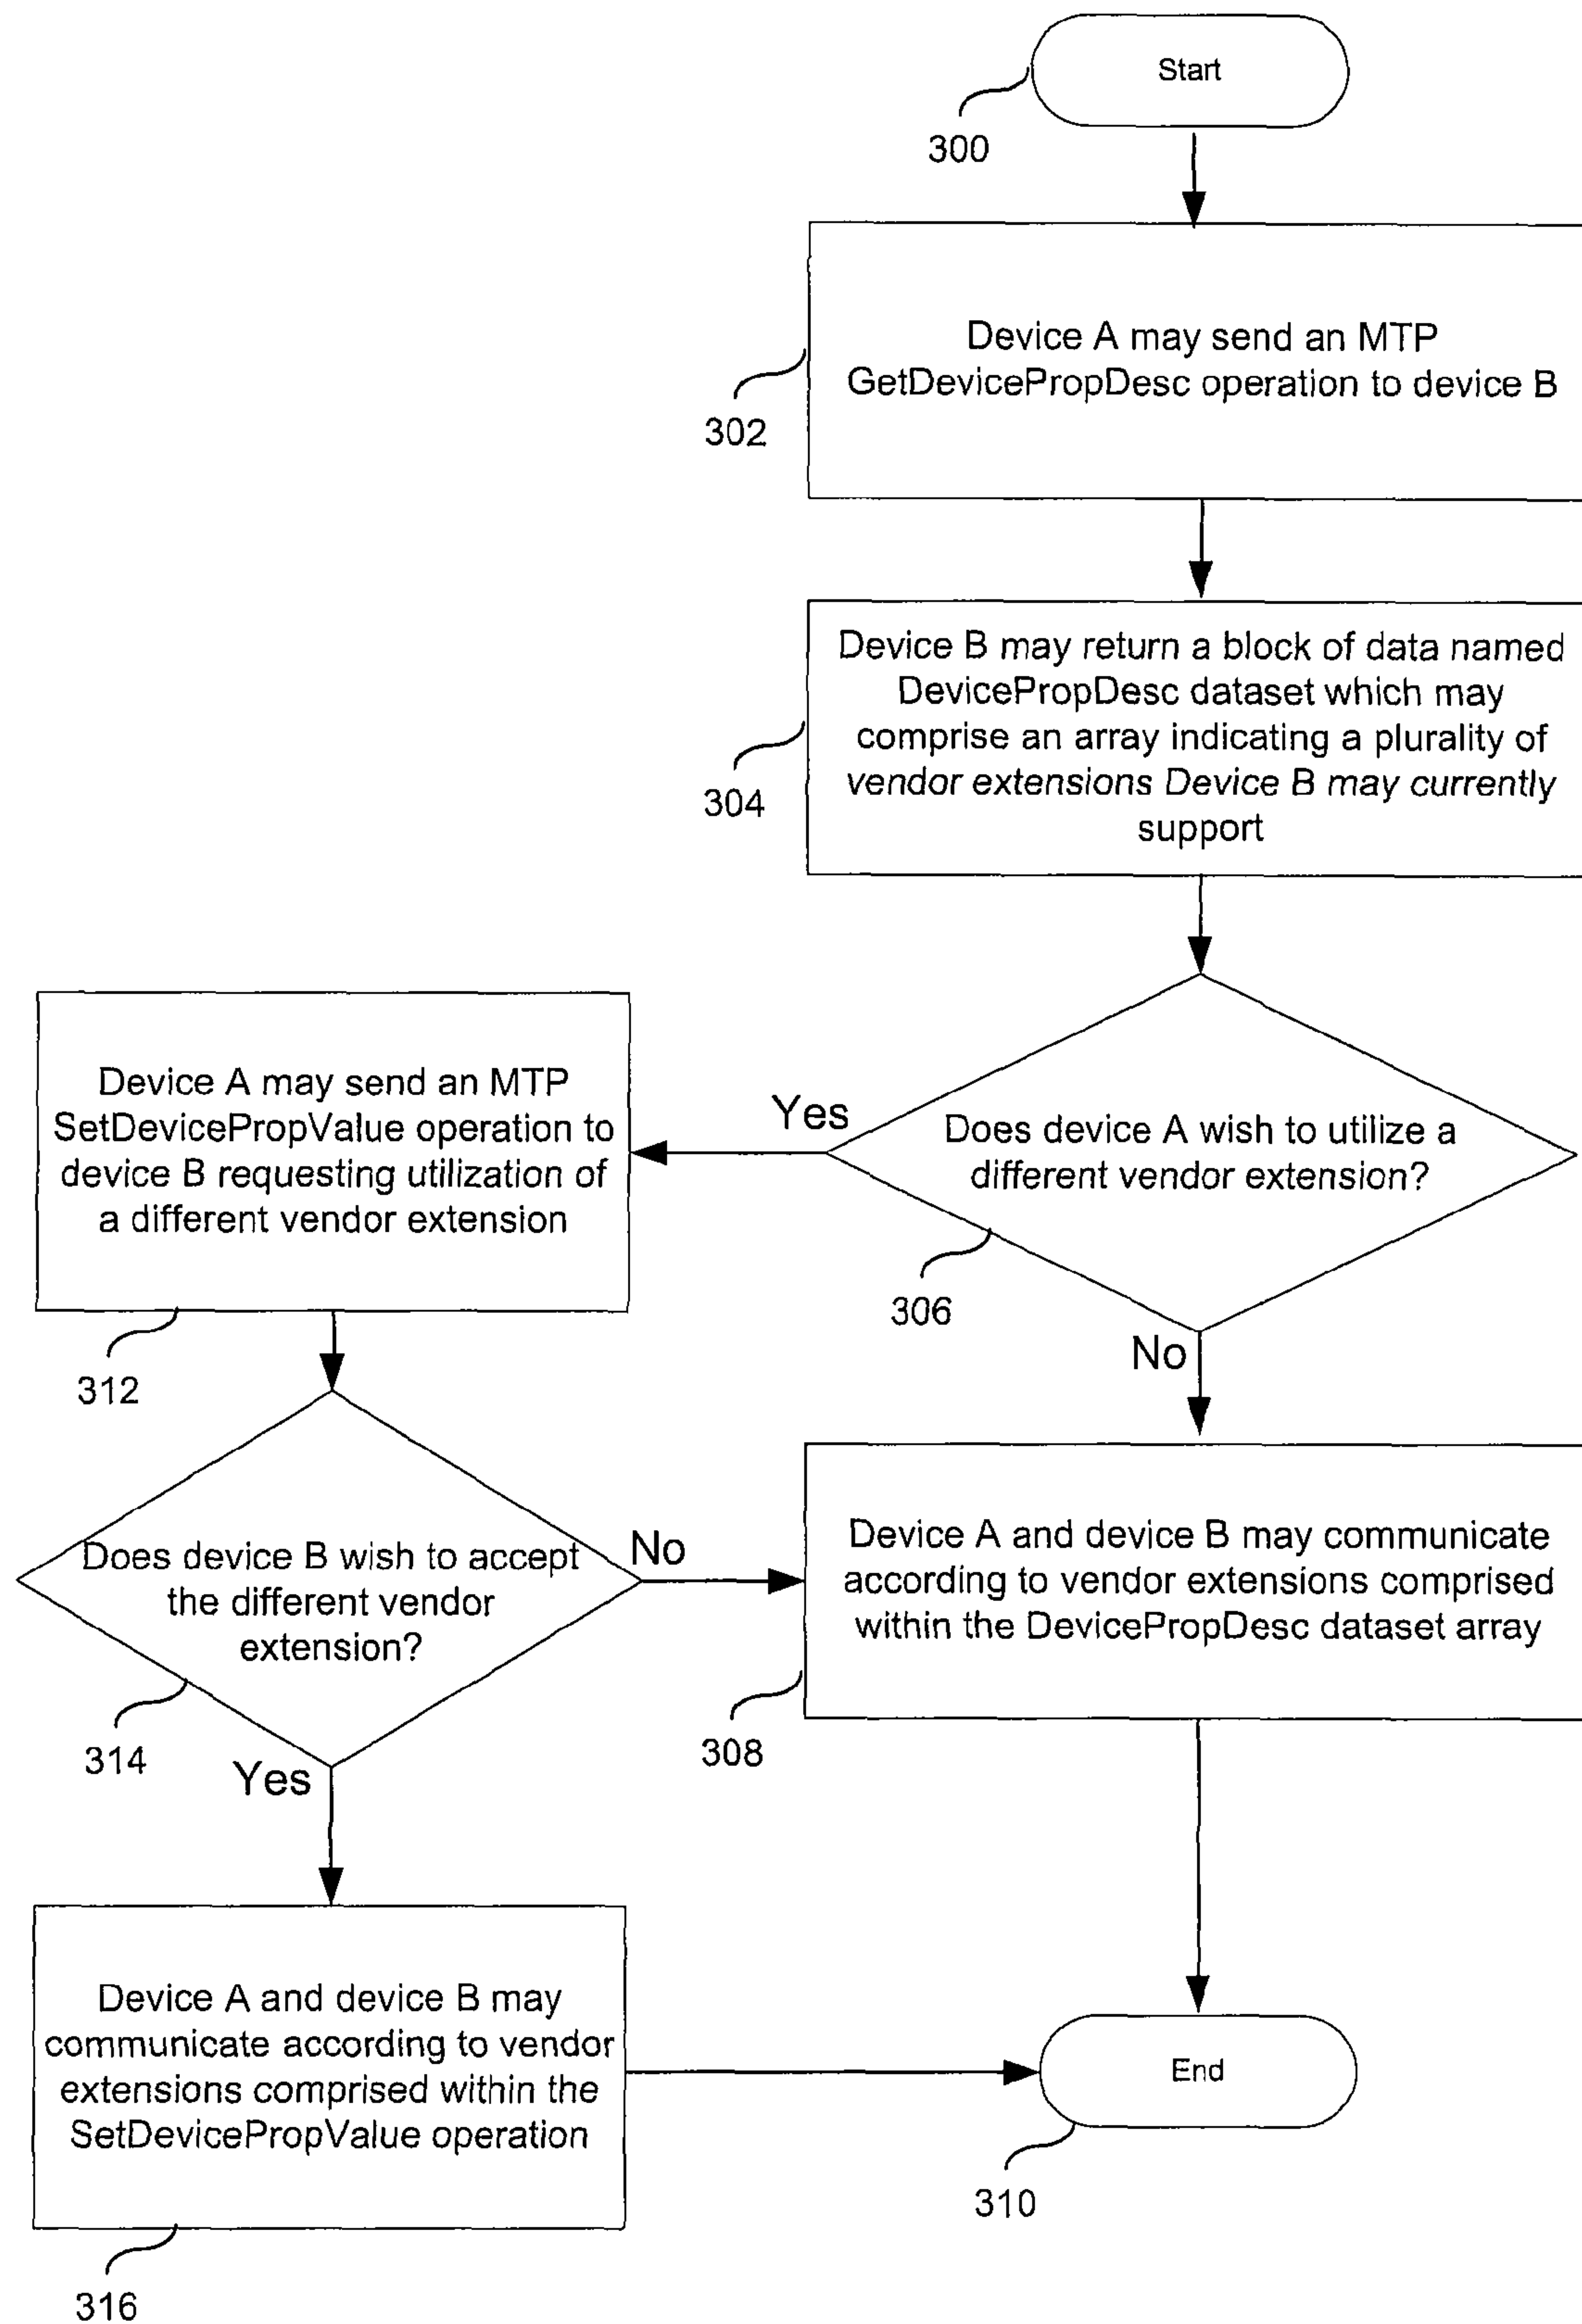 Start
300
Device A may send an MTP
GetDevicePropDesc operation to device B
302
Device B may return a block of data named
DevicePropDesc dataset which may
comprise an array indicating a plurality of
vendor extensions Device B may currently
support
304
Does device A wish to utilize a
different vendor extension?
306
Yes
No
Device A may send an MTP
SetDevicePropValue operation to
device B requesting utilization of
a different vendor extension
312
Does device B wish to accept
the different vendor
extension?
314
No
Yes
Device A and device B may communicate
according to vendor extensions comprised
within the DevicePropDesc dataset array
308
Device A and device B may
communicate according to vendor
extensions comprised within the
SetDevicePropValue operation
316
End
310